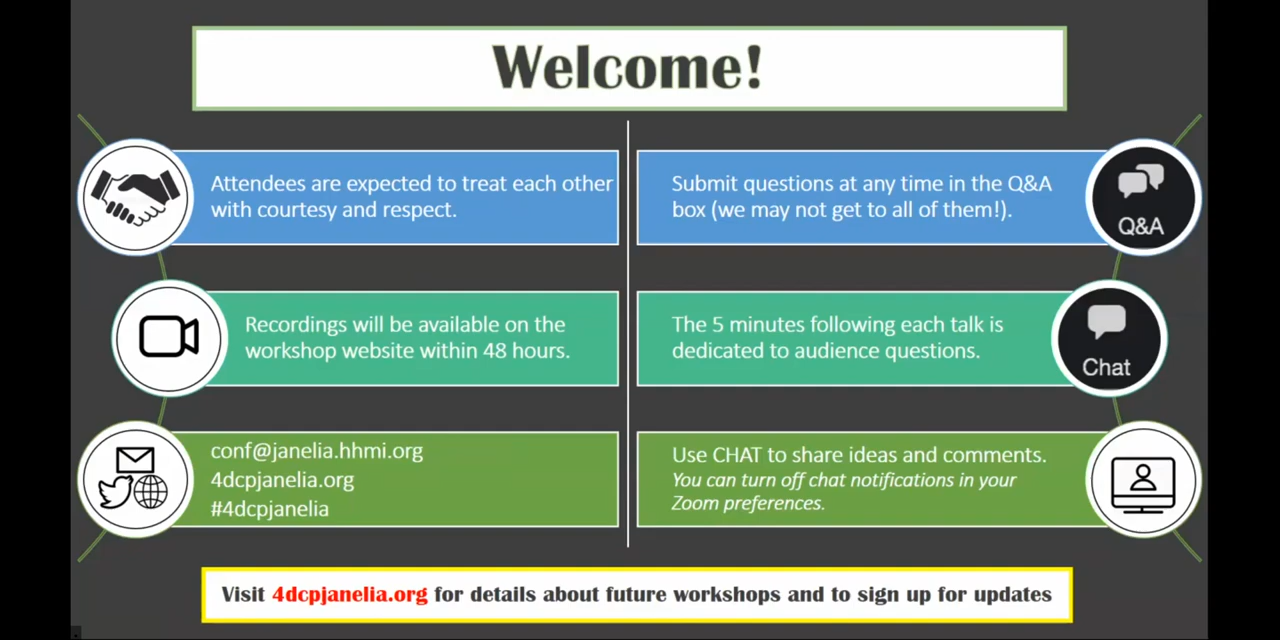 Welcome!
Attendees are expected to treat each other
with courtesy and respect.
Submit questions at any time in the Q&A
box (we may not get to all of them!).
Q&A
Recordings will be available on the
workshop website within 48 hours.
The 5 minutes following each talk is
dedicated to audience questions.
Chat
conf@janelia.hhmi.org
4dcpjanelia.org
#4dcpjanelia
Use CHAT to share ideas and comments.
You can turn off chat notifications in your
Zoom preferences.
Visit 4dcpjanelia.org for details about future workshops and to sign up for updates